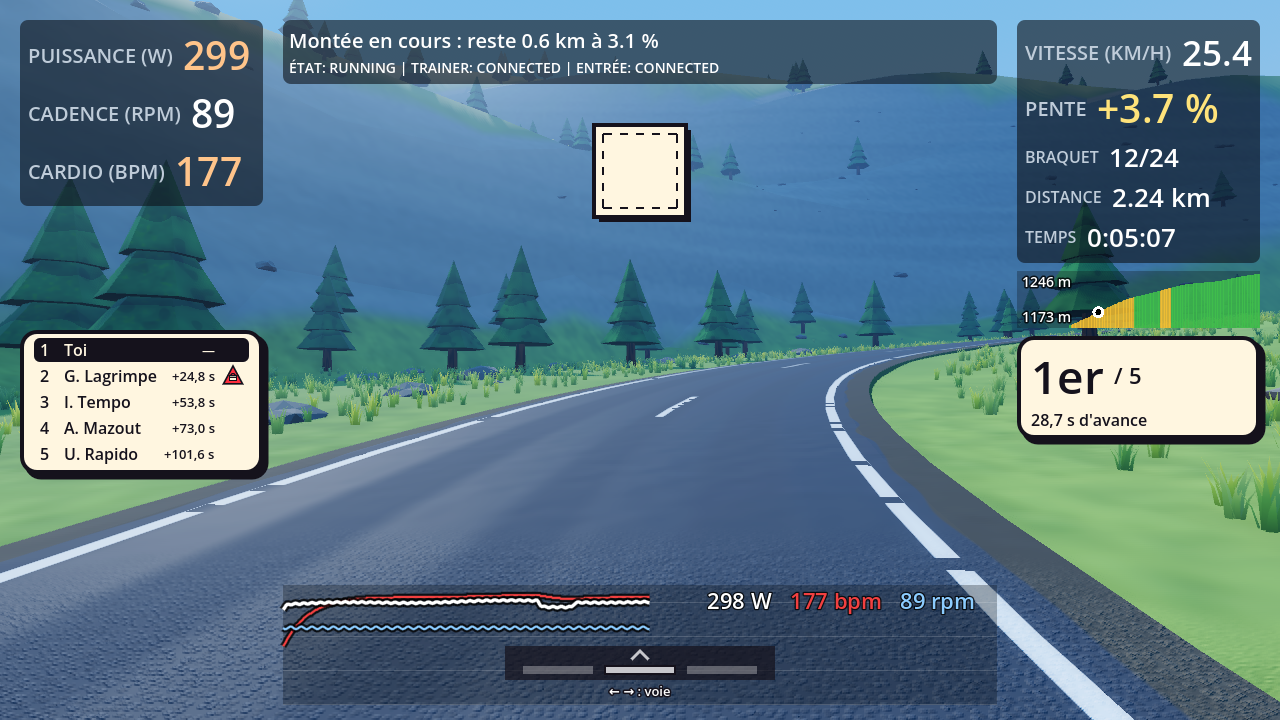 PUISSANCE (W) 299
CADENCE (RPM) 89
CARDIO (BPM) 177
Montée en cours : reste 0.6 km à 3.1 %
ÉTAT: RUNNING | TRAINER: CONNECTED | ENTRÉE: CONNECTED
VITESSE (KM/H) 25.4
PENTE +3.7 %
BRAQUET 12/24
DISTANCE 2.24 km
TEMPS 0:05:07
1246 m
1173 m
1 Toi —
2 G. Lagrimpe +24,8 s
3 I. Tempo +53,8 s
4 A. Mazout +73,0 s
5 U. Rapido +101,6 s
1er / 5
28,7 s d'avance
298 W 177 bpm 89 rpm
← → : voie